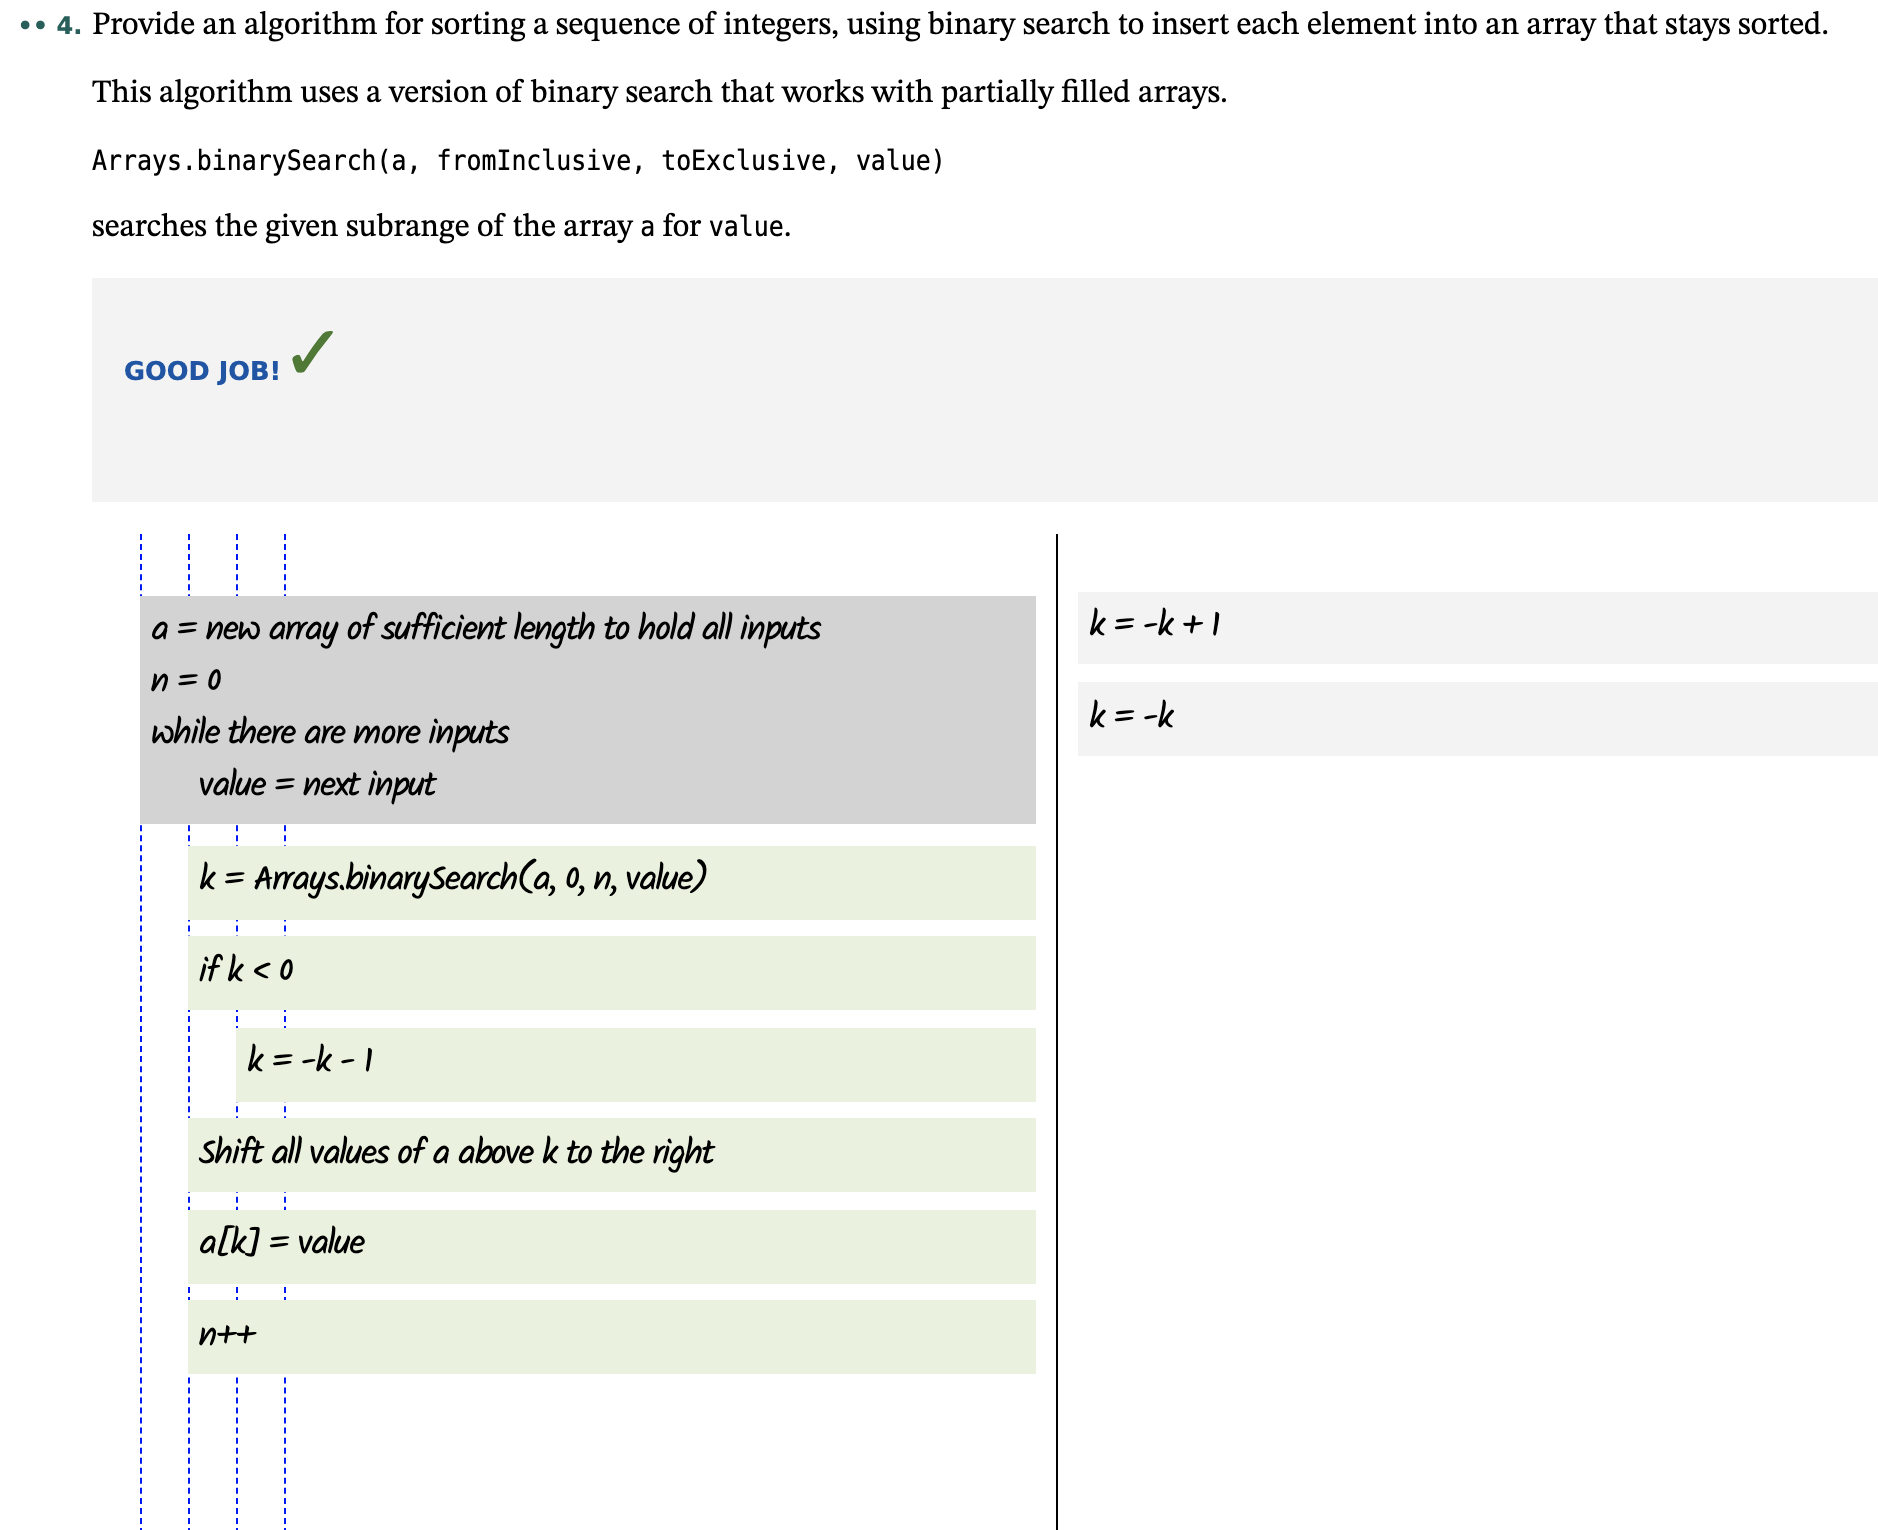 •• 4. Provide an algorithm for sorting a sequence of integers, using binary search to insert each element into an array that stays sorted.
This algorithm uses a version of binary search that works with partially filled arrays.
Arrays.binarySearch(a, fromInclusive, toExclusive, value)
searches the given subrange of the array a for value.
GOOD JOB! ✓
a = new array of sufficient length to hold all inputs
n = 0
while there are more inputs
value = next input
k = Arrays.binarySearch(a, 0, n, value)
if k < 0
k = -k - 1
Shift all values of a above k to the right
a[k] = value
n++
k = -k + 1
k = -k